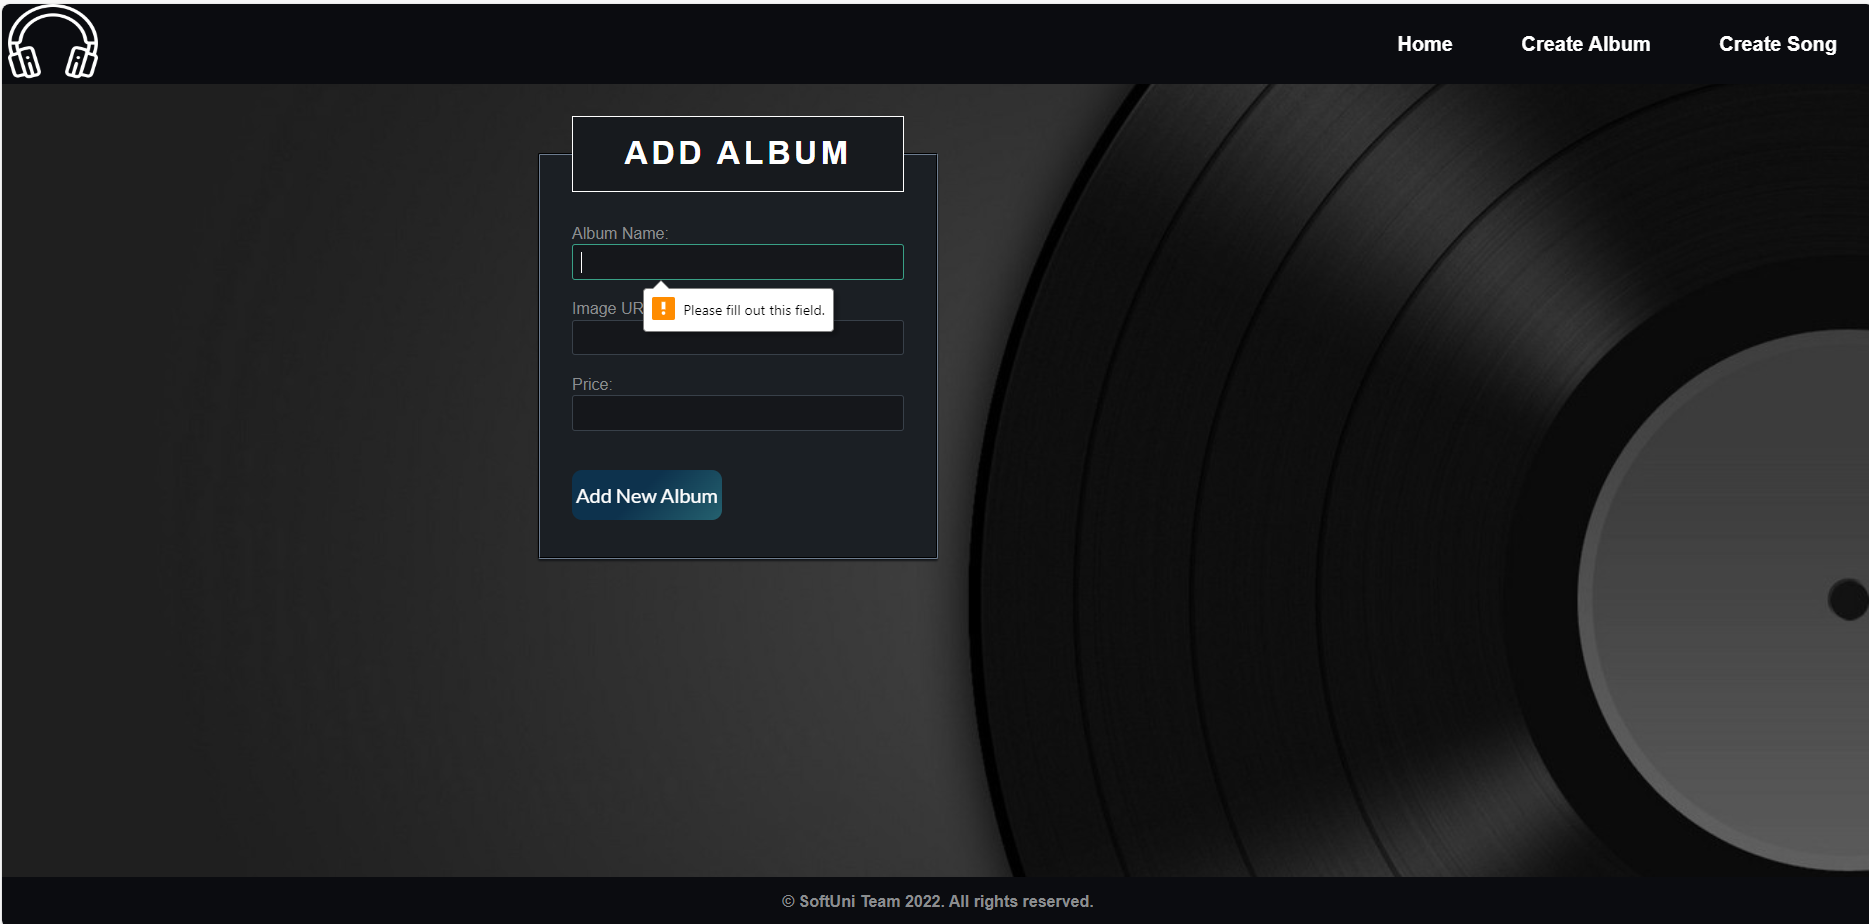 Home Create Album Create Song
ADD ALBUM
Album Name:
Image UR
Please fill out this field.
Price:
Add New Album
© SoftUni Team 2022. All rights reserved.